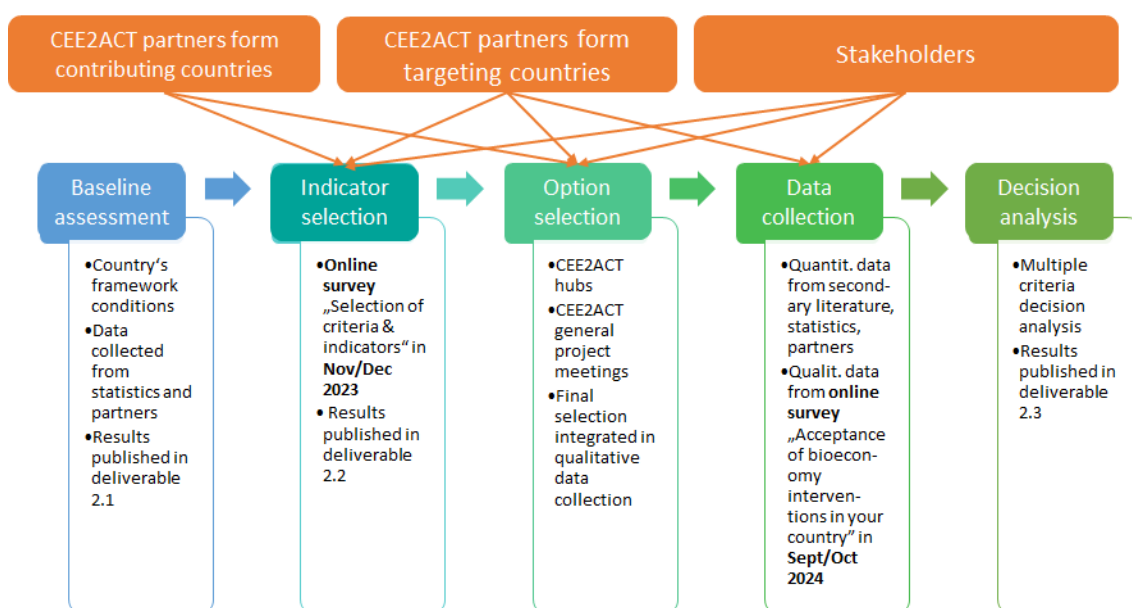 CEE2ACT partners form
contributing countries
CEE2ACT partners form
targeting countries
Stakeholders
Baseline
assessment
•Country‘s
framework
conditions
•Data
collected
from
statistics and
partners
•Results
published in
deliverable
2.1
Indicator
selection
•Online
survey
„Selection of
criteria &
indicators“ in
Nov/Dec
2023
• Results
published in
deliverable
2.2
Option
selection
•CEE2ACT
hubs
•CEE2ACT
general
project
meetings
•Final
selection
integrated in
qualitative
data
collection
Data
collection
•Quantit. data
from second-
ary literature,
statistics,
partners
•Qualit. data
from online
survey
„Acceptance
of bioecon-
omy
interven-
tions in your
country” in
Sept/Oct
2024
Decision
analysis
•Multiple
criteria
decision
analysis
•Results
published in
deliverable
2.3